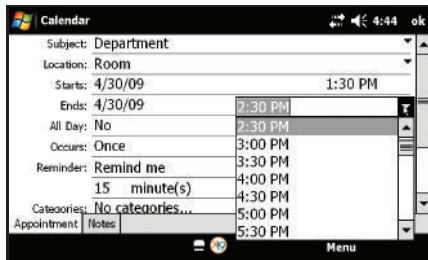 Calendar 4:44 ok
Subject: Department
Location: Room
Starts: 4/30/09 1:30 PM
Ends: 4/30/09 2:30 PM
All Day: No 2:30 PM
Occurs: Once 3:00 PM
3:30 PM
Reminder: Remind me 4:00 PM
15 minute(s) 4:30 PM
Categories: No categories... 5:00 PM
Appointment Notes 5:30 PM
Menu